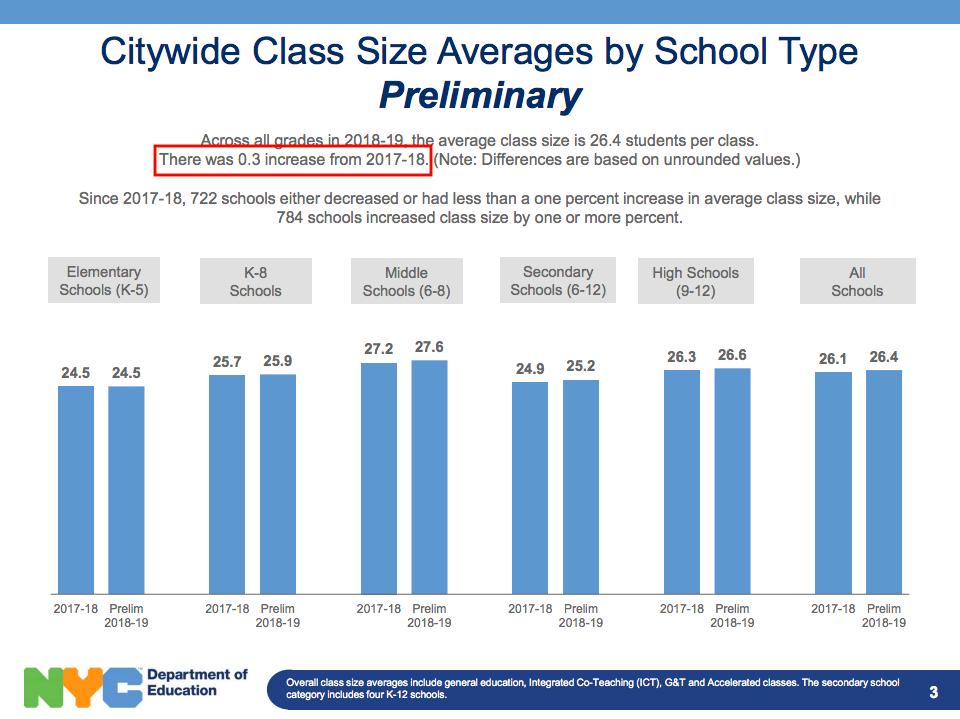 Citywide Class Size Averages by School Type
Preliminary
Across all grades in 2018-19, the average class size is 26.4 students per class.
There was 0.3 increase from 2017-18. (Note: Differences are based on unrounded values.)
Since 2017-18, 722 schools either decreased or had less than a one percent increase in average class size, while
784 schools increased class size by one or more percent.
Elementary
Schools (K-5)
K-8
Schools
Middle
Schools (6-8)
Secondary
Schools (6-12)
High Schools
(9-12)
All
Schools
24.5 24.5
25.7 25.9
27.2 27.6
24.9 25.2
26.3 26.6
26.1 26.4
2017-18 Prelim
2018-19
2017-18 Prelim
2018-19
2017-18 Prelim
2018-19
2017-18 Prelim
2018-19
2017-18 Prelim
2018-19
2017-18 Prelim
2018-19
NYC
Department of
Education
Overall class size averages include general education, Integrated Co-Teaching (ICT), G&T and Accelerated classes. The secondary school
category includes four K-12 schools.
3